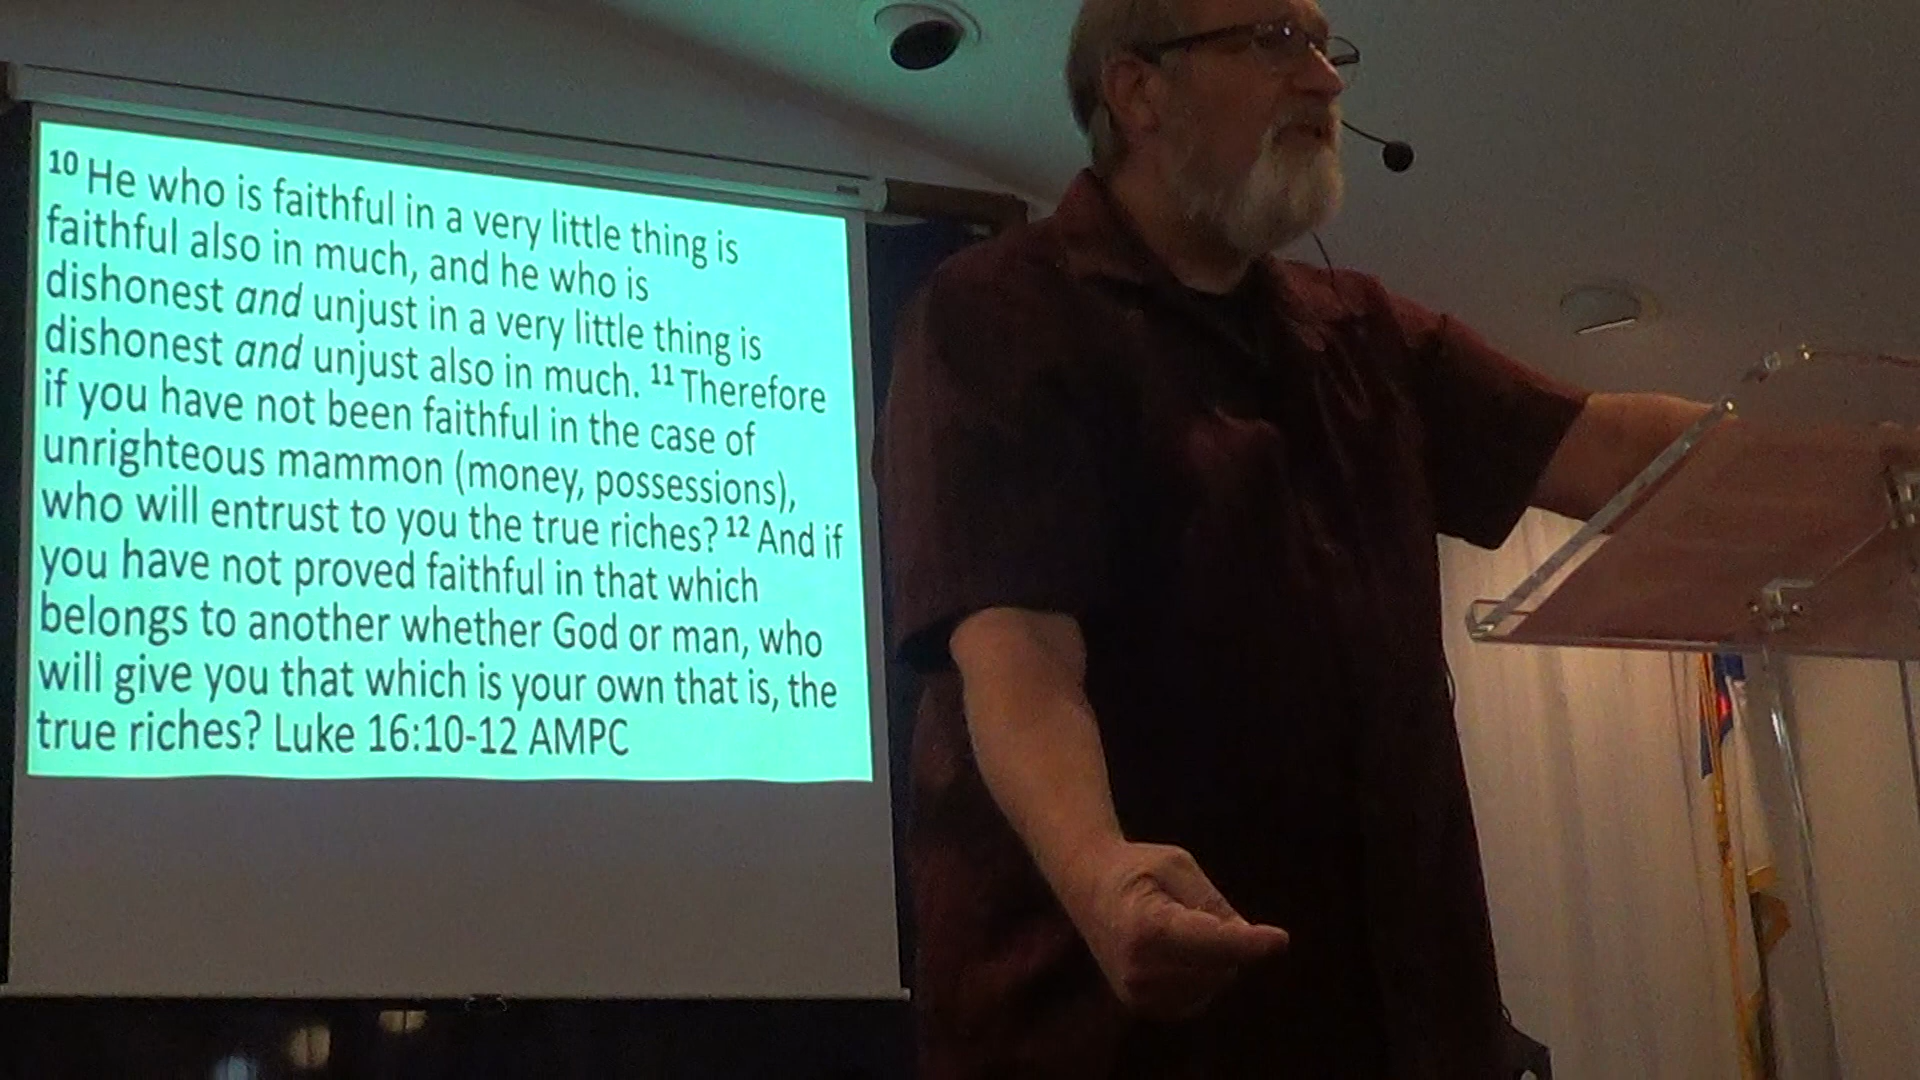 10 He who is faithful in a very little thing is
faithful also in much, and he who is
dishonest and unjust in a very little thing is
dishonest and unjust also in much. 11 Therefore
if you have not been faithful in the case of
unrighteous mammon (money, possessions),
who will entrust to you the true riches? 12 And if
you have not proved faithful in that which
belongs to another whether God or man, who
will give you that which is your own that is, the
true riches? Luke 16:10-12 AMPC